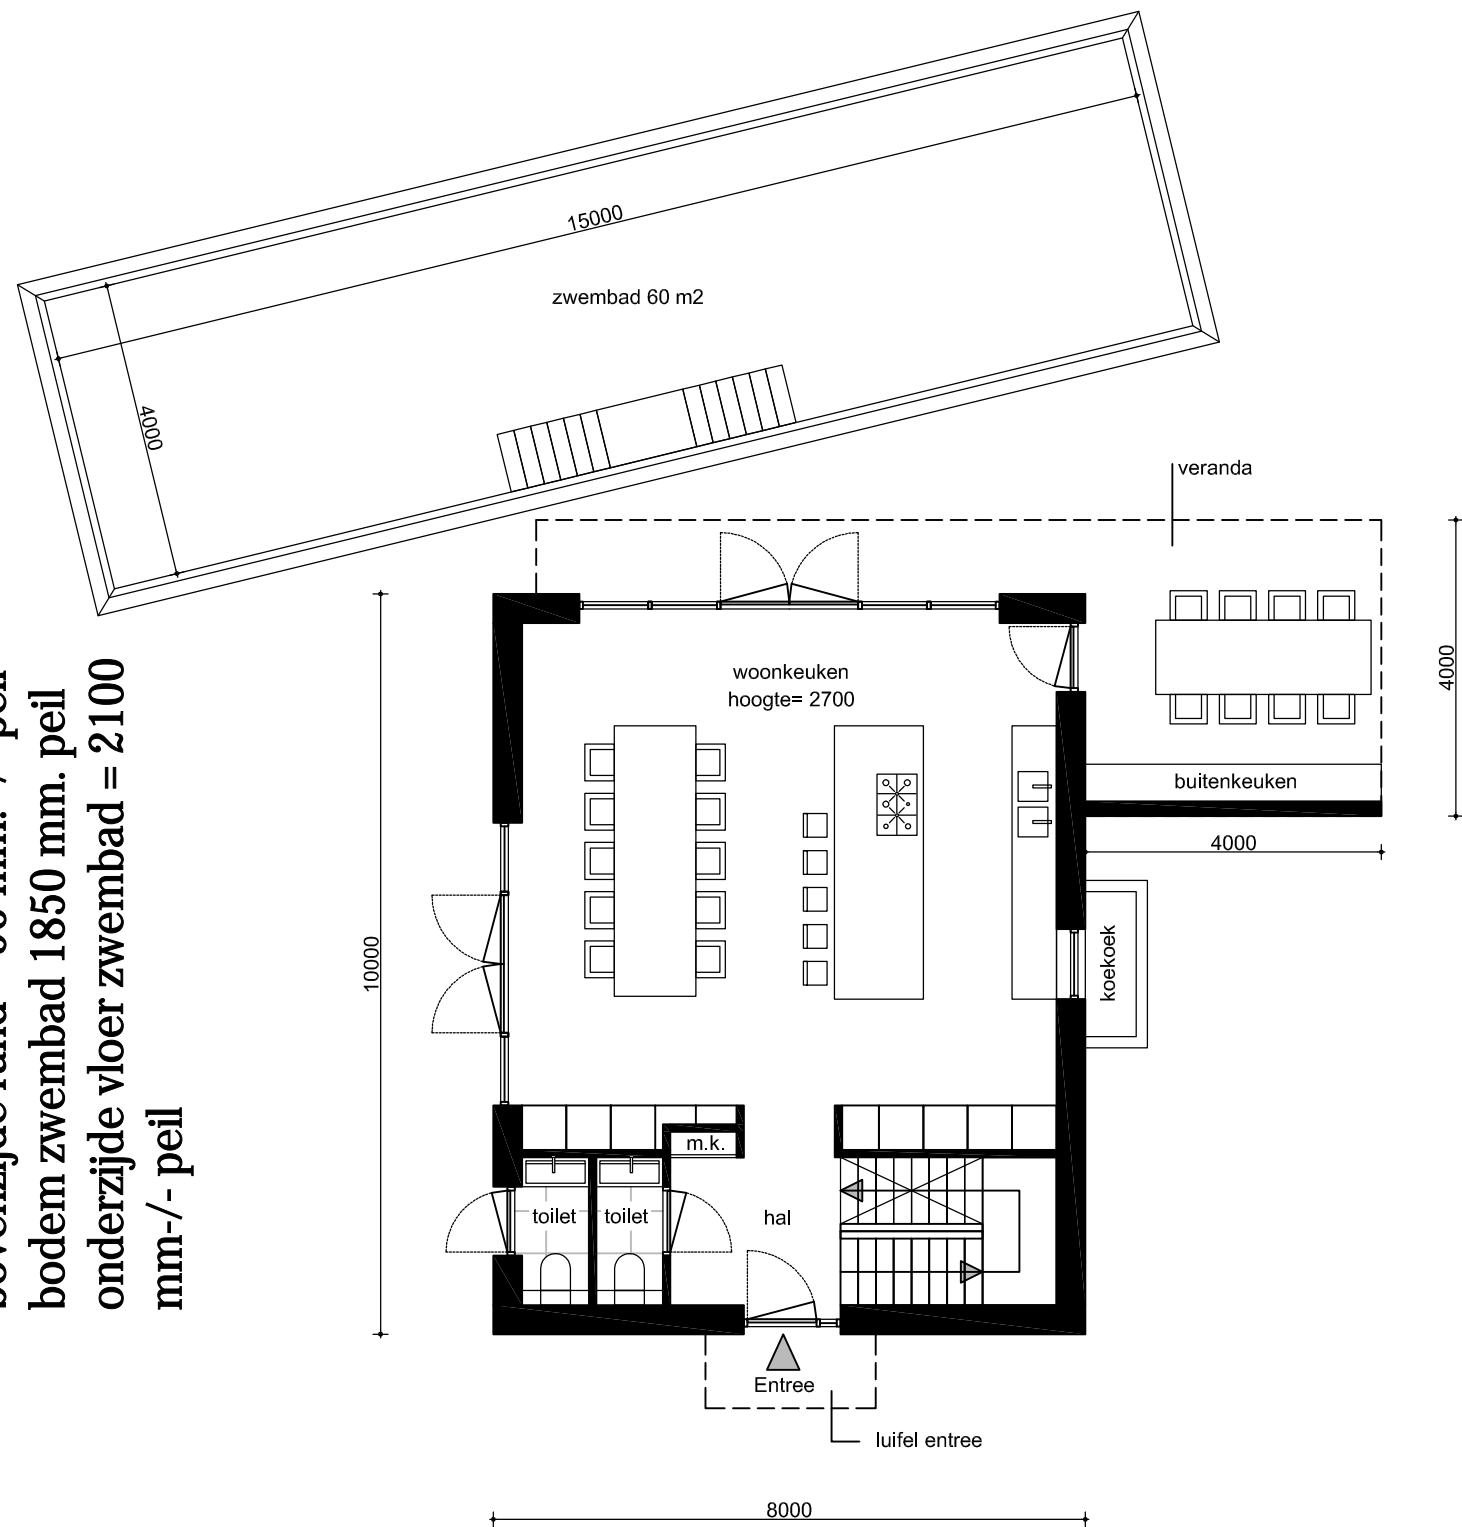 15000
zwembad 60 m2
4000
veranda
woonkeuken
hoogte= 2700
4000
buitenkeuken
4000
koekoek
10000
m.k.
toilet
toilet
hal
Entree
luifel entree
8000
bodem zwembad 1850 mm. peil
onderzijde vloer zwembad = 2100
mm-/- peil